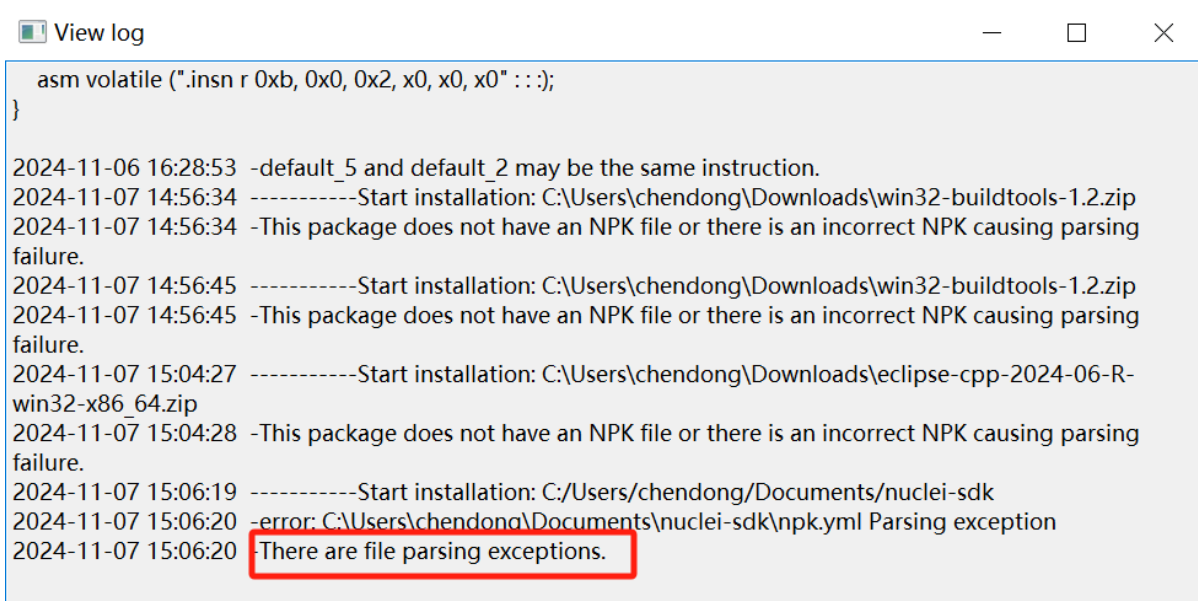 View log
asm volatile (".insn r 0xb, 0x0, 0x2, x0, x0, x0" : : :);
}
2024-11-06 16:28:53 -default_5 and default_2 may be the same instruction.
2024-11-07 14:56:34 -----------Start installation: C:\Users\chendong\Downloads\win32-buildtools-1.2.zip
2024-11-07 14:56:34 -This package does not have an NPK file or there is an incorrect NPK causing parsing
failure.
2024-11-07 14:56:45 -----------Start installation: C:\Users\chendong\Downloads\win32-buildtools-1.2.zip
2024-11-07 14:56:45 -This package does not have an NPK file or there is an incorrect NPK causing parsing
failure.
2024-11-07 15:04:27 -----------Start installation: C:\Users\chendong\Downloads\eclipse-cpp-2024-06-R-
win32-x86_64.zip
2024-11-07 15:04:28 -This package does not have an NPK file or there is an incorrect NPK causing parsing
failure.
2024-11-07 15:06:19 -----------Start installation: C:/Users/chendong/Documents/nuclei-sdk
2024-11-07 15:06:20 -error: C:\Users\chendong\Documents\nuclei-sdk\npk.yml Parsing exception
2024-11-07 15:06:20 -There are file parsing exceptions.